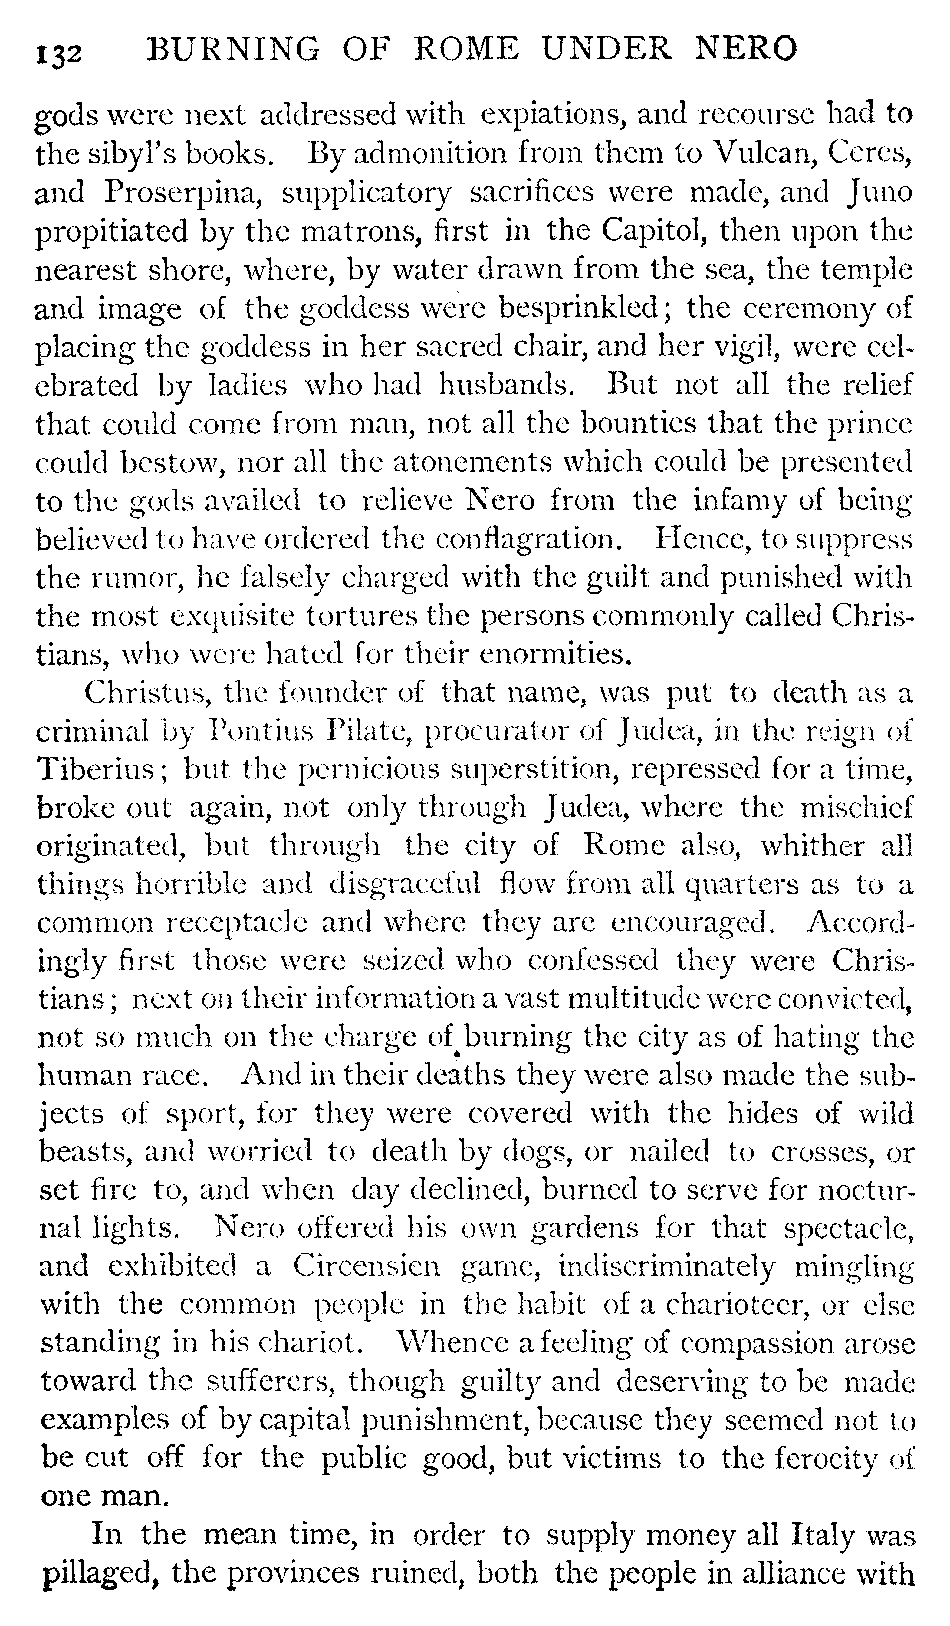 132 BURNING OF ROME UNDER NERO
gods were next addressed with expiations, and recourse had to
the sibyl's books. By admonition from them to Vulcan, Ceres,
and Proserpina, supplicatory sacrifices were made, and Juno
propitiated by the matrons, first in the Capitol, then upon the
nearest shore, where, by water drawn from the sea, the temple
and image of the goddess were besprinkled; the ceremony of
placing the goddess in her sacred chair, and her vigil, were cel-
ebrated by ladies who had husbands. But not all the relief
that could come from man, not all the bounties that the prince
could bestow, nor all the atonements which could be presented
to the gods availed to relieve Nero from the infamy of being
believed to have ordered the conflagration. Hence, to suppress
the rumor, he falsely charged with the guilt and punished with
the most exquisite tortures the persons commonly called Chris-
tians, who were hated for their enormities.
Christus, the founder of that name, was put to death as a
criminal by Pontius Pilate, procurator of Judea, in the reign of
Tiberius; but the pernicious superstition, repressed for a time,
broke out again, not only through Judea, where the mischief
originated, but through the city of Rome also, whither all
things horrible and disgraceful flow from all quarters as to a
common receptacle and where they are encouraged. Accord-
ingly first those were seized who confessed they were Chris-
tians; next on their information a vast multitude were convicted,
not so much on the charge of burning the city as of hating the
human race. And in their deaths they were also made the sub-
jects of sport, for they were covered with the hides of wild
beasts, and worried to death by dogs, or nailed to crosses, or
set fire to, and when day declined, burned to serve for noctur-
nal lights. Nero offered his own gardens for that spectacle,
and exhibited a Circensien game, indiscriminately mingling
with the common people in the habit of a charioteer, or else
standing in his chariot. Whence a feeling of compassion arose
toward the sufferers, though guilty and deserving to be made
examples of by capital punishment, because they seemed not to
be cut off for the public good, but victims to the ferocity of
one man.
In the mean time, in order to supply money all Italy was
pillaged, the provinces ruined, both the people in alliance with